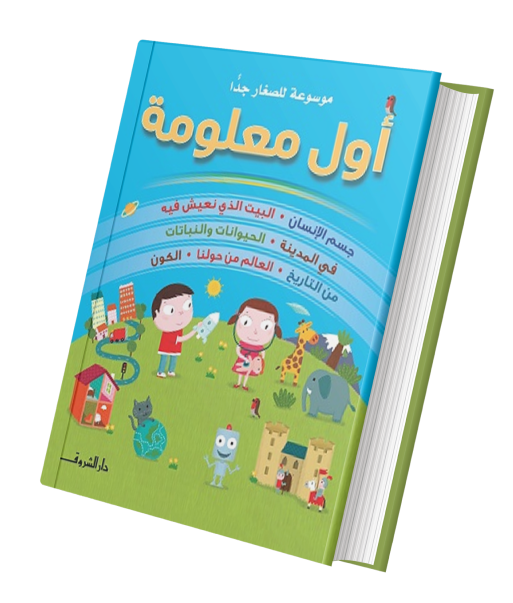 موسوعة للصغار جدًا
أول معلومة
جسم الإنسان • البيت الذي نعيش فيه
في المدينة • الحيوانات والنباتات
من التاريخ • العالم من حولنا • الكون
دار الشروق